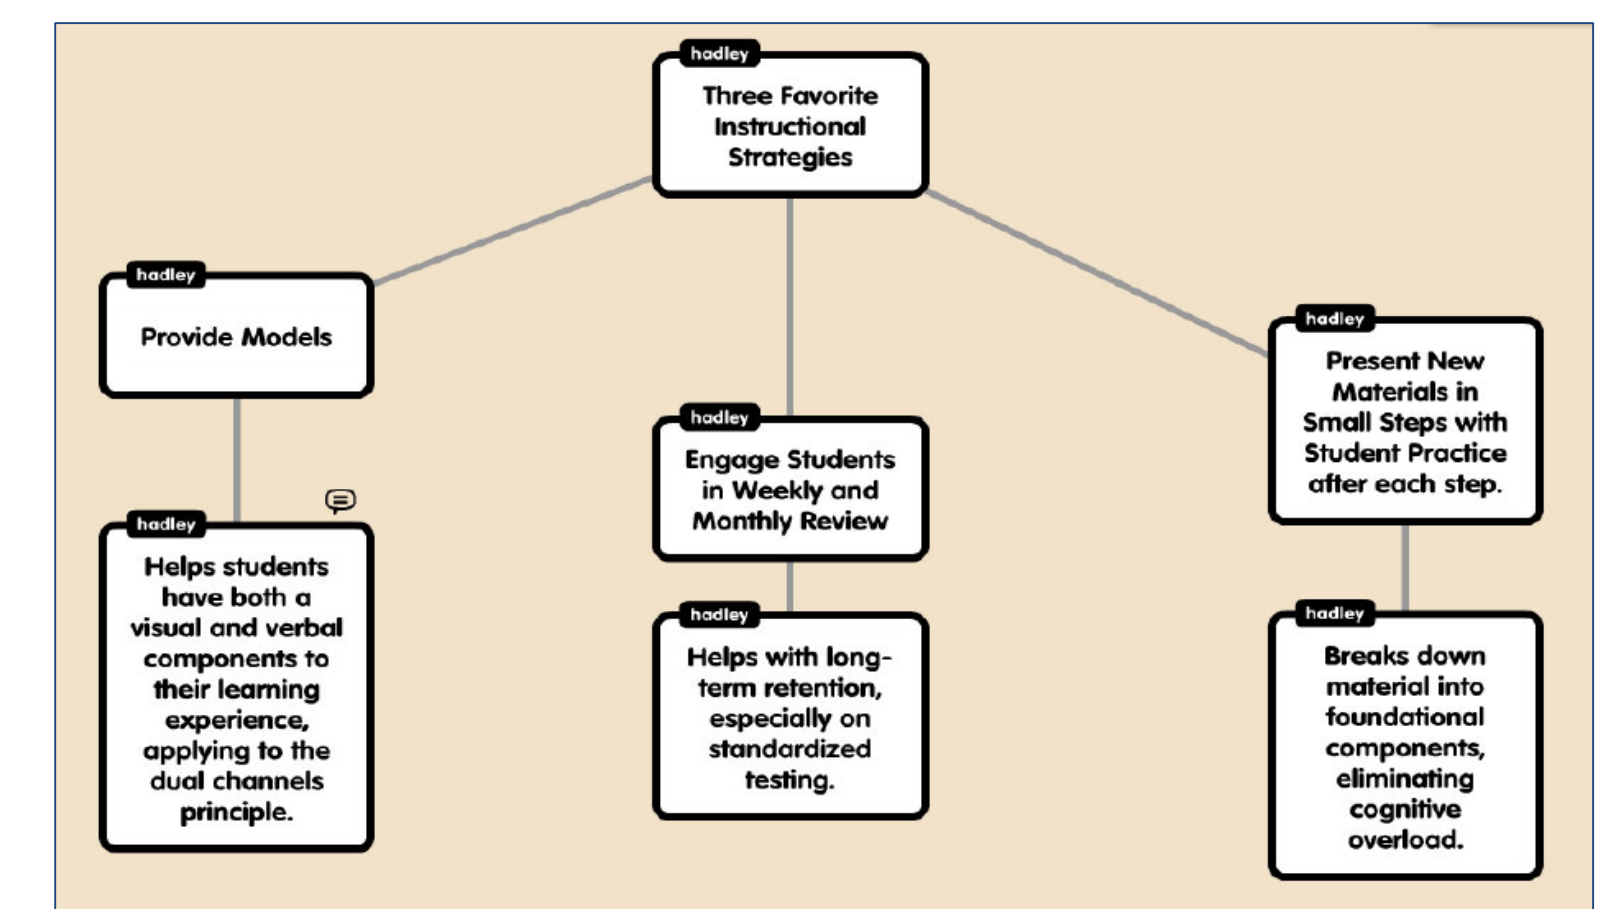 hadley
Three Favorite
Instructional
Strategies
hadley
Provide Models
hadley
Helps students
have both a
visual and verbal
components to
their learning
experience,
applying to the
dual channels
principle.
hadley
Engage Students
in Weekly and
Monthly Review
hadley
Helps with long-
term retention,
especially on
standardized
testing.
hadley
Present New
Materials in
Small Steps with
Student Practice
after each step.
hadley
Breaks down
material into
foundational
components,
eliminating
cognitive
overload.